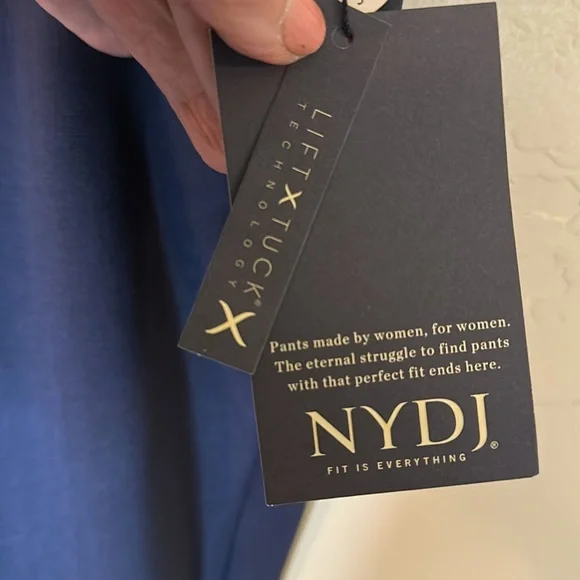 LIFT X TUCK®
TECHNOLOGY
X
Pants made by women, for women.
The eternal struggle to find pants
with that perfect fit ends here.
NYDJ®
FIT IS EVERYTHING